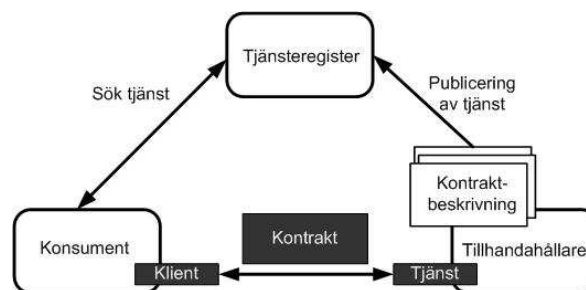 Tjänsteregister
Sök tjänst
Publicering
av tjänst
Kontrakt-
beskrivning
Konsument
Kontrakt
Tillhandahållare
Klient
Tjänst